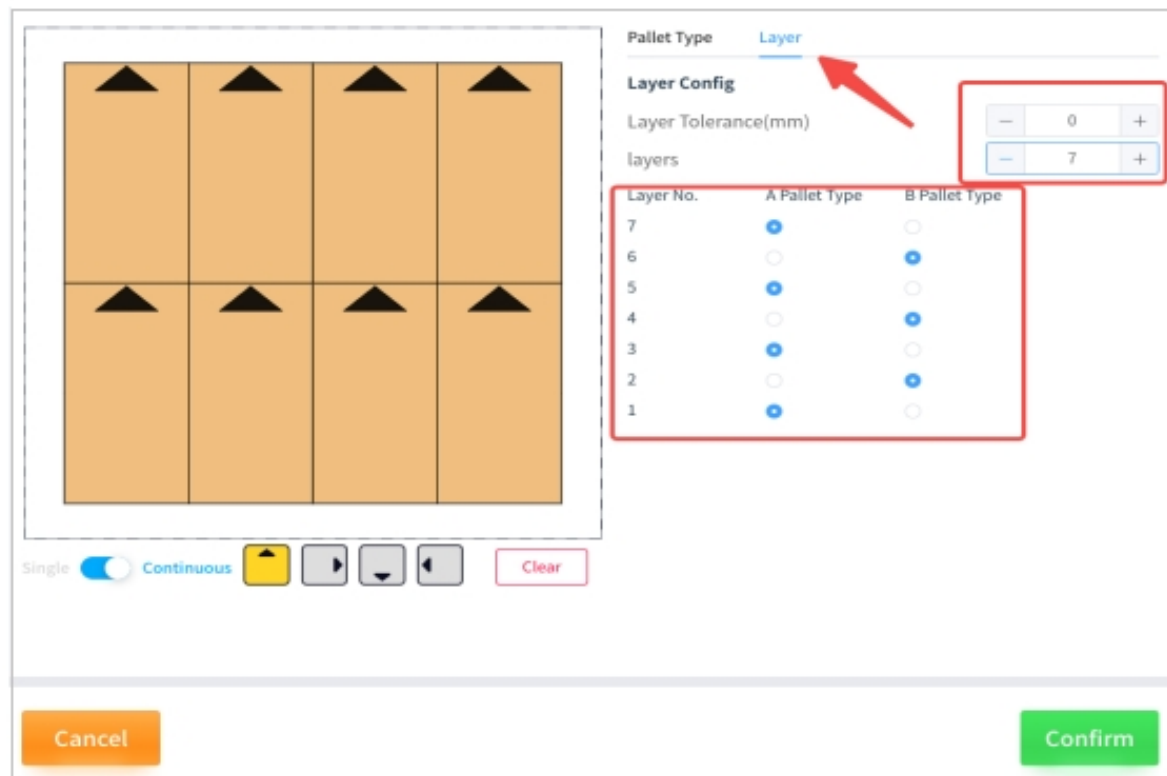 Pallet Type Layer
Layer Config
Layer Tolerance(mm) − 0 +
layers − 7 +
Layer No. A Pallet Type B Pallet Type
7
6
5
4
3
2
1
Single Continuous Clear
Cancel Confirm